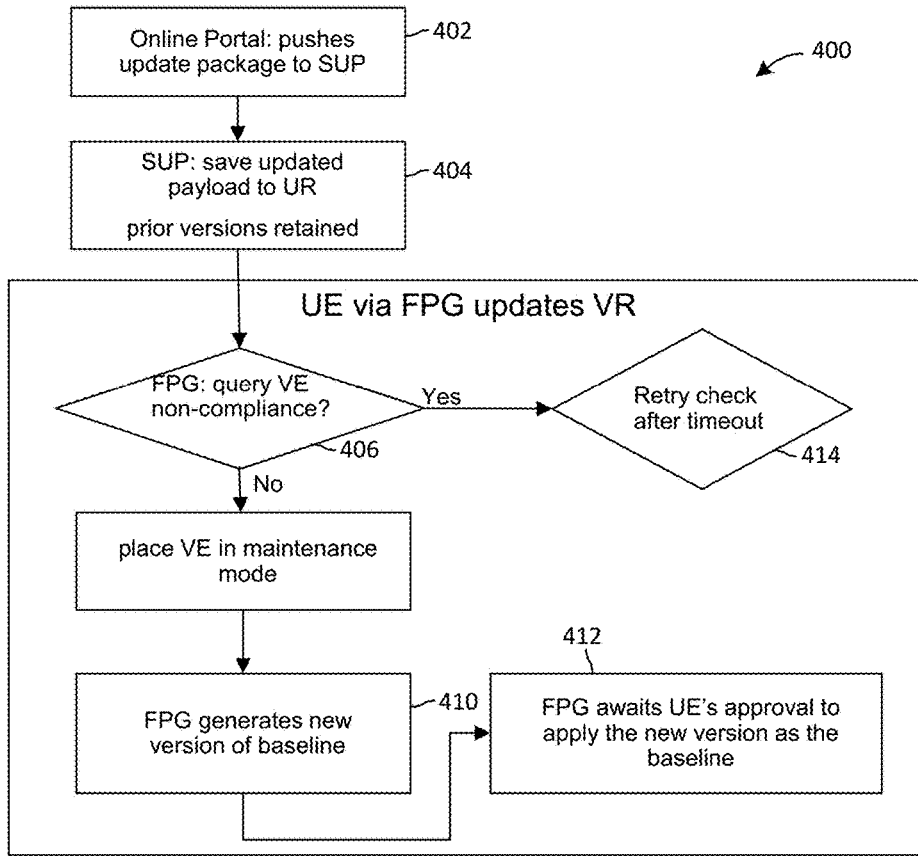 Online Portal: pushes
update package to SUP
402
400
SUP: save updated
payload to UR
prior versions retained
404
UE via FPG updates VR
FPG: query VE
non-compliance?
406
Yes
Retry check
after timeout
414
No
place VE in maintenance
mode
FPG generates new
version of baseline
410
412
FPG awaits UE's approval to
apply the new version as the
baseline